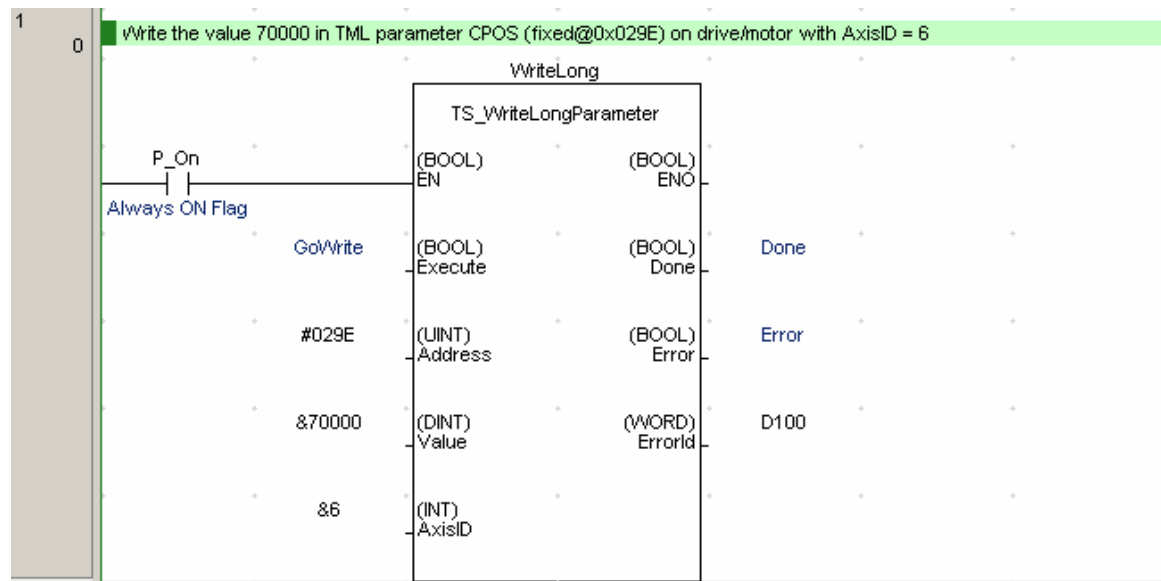 1
0
Write the value 70000 in TML parameter CPOS (fixed@0x029E) on drive/motor with AxisID = 6
WriteLong
TS_WriteLongParameter
P_On
(BOOL) (BOOL)
EN ENO
Always ON Flag
GoWrite (BOOL) (BOOL) Done
Execute Done
#029E (UINT) (BOOL) Error
Address Error
&70000 (DINT) (WORD) D100
Value ErrorId
&6 (INT)
AxisID